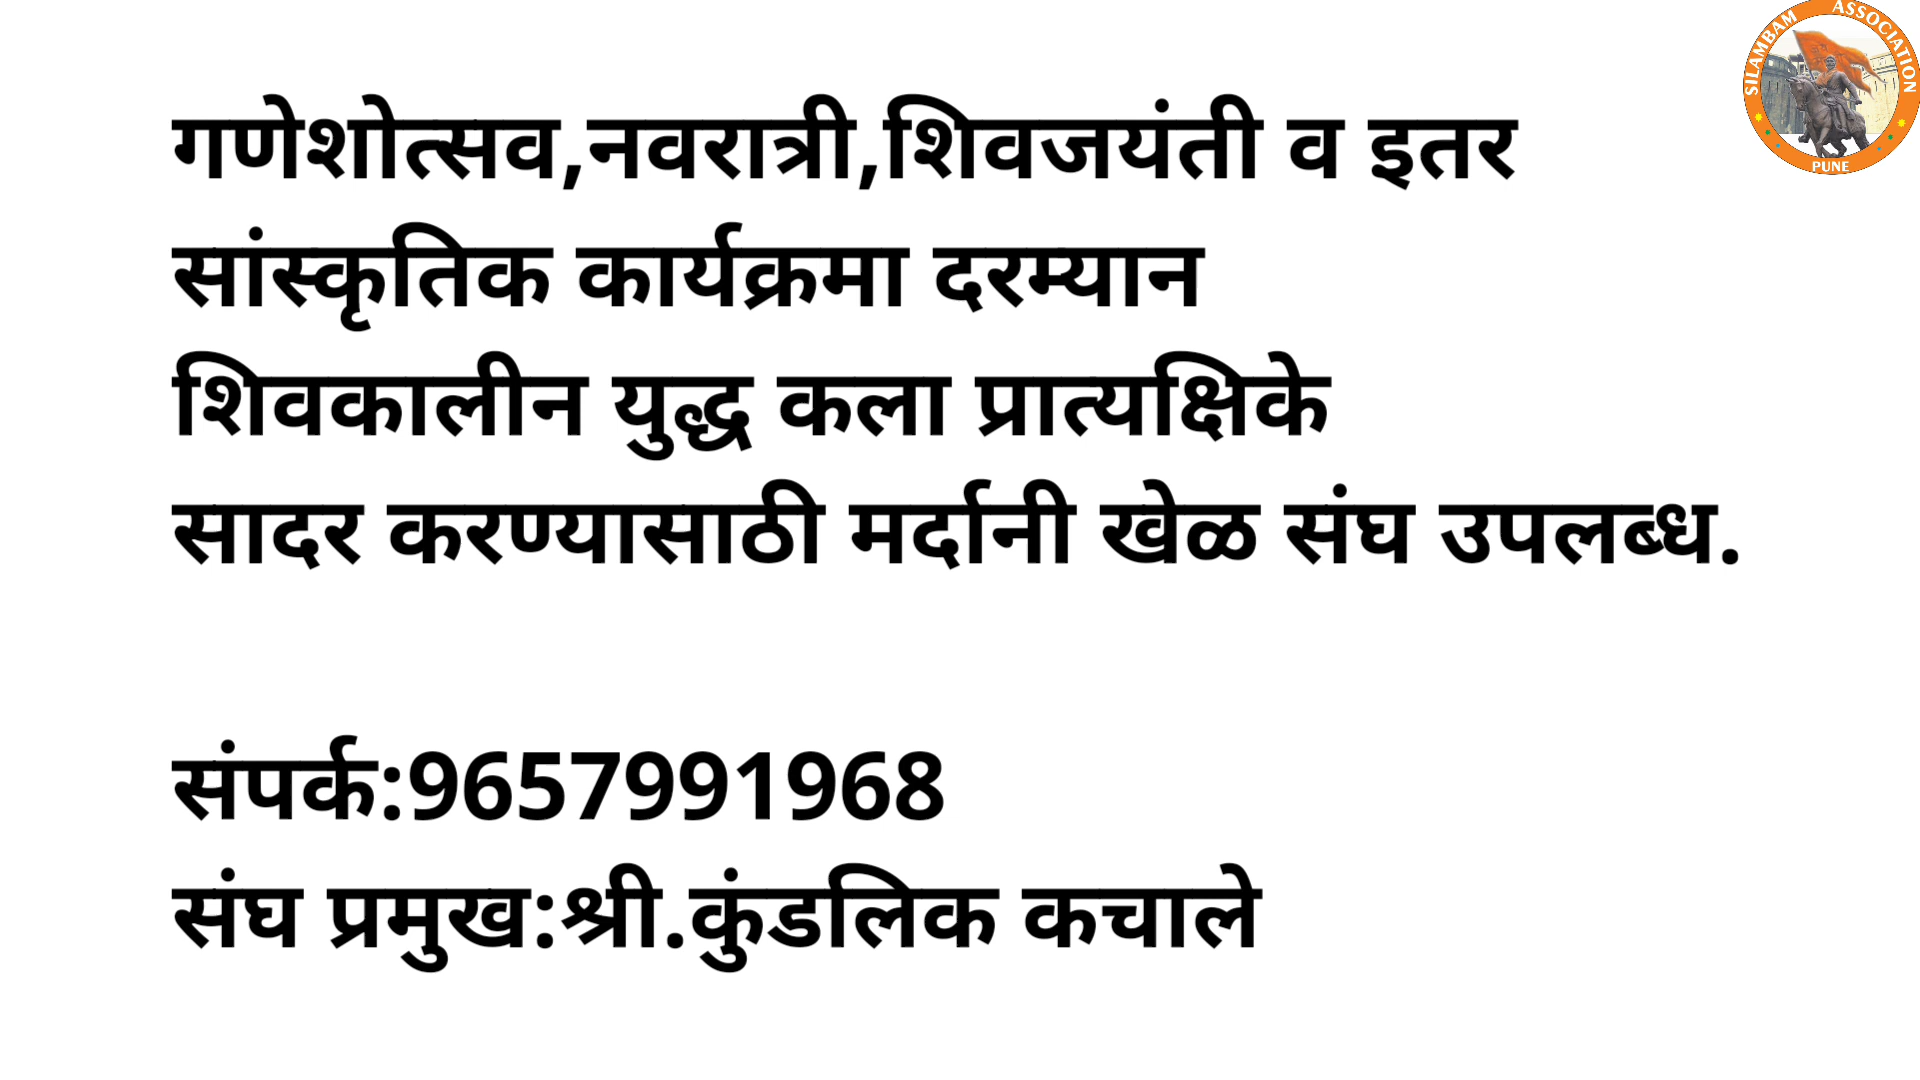 SILAMBAM ASSOCIATION
PUNE
गणेशोत्सव,नवरात्री,शिवजयंती व इतर
सांस्कृतिक कार्यक्रमा दरम्यान
शिवकालीन युद्ध कला प्रात्यक्षिके
सादर करण्यासाठी मर्दानी खेळ संघ उपलब्ध.
संपर्क:9657991968
संघ प्रमुख:श्री.कुंडलिक कचाले